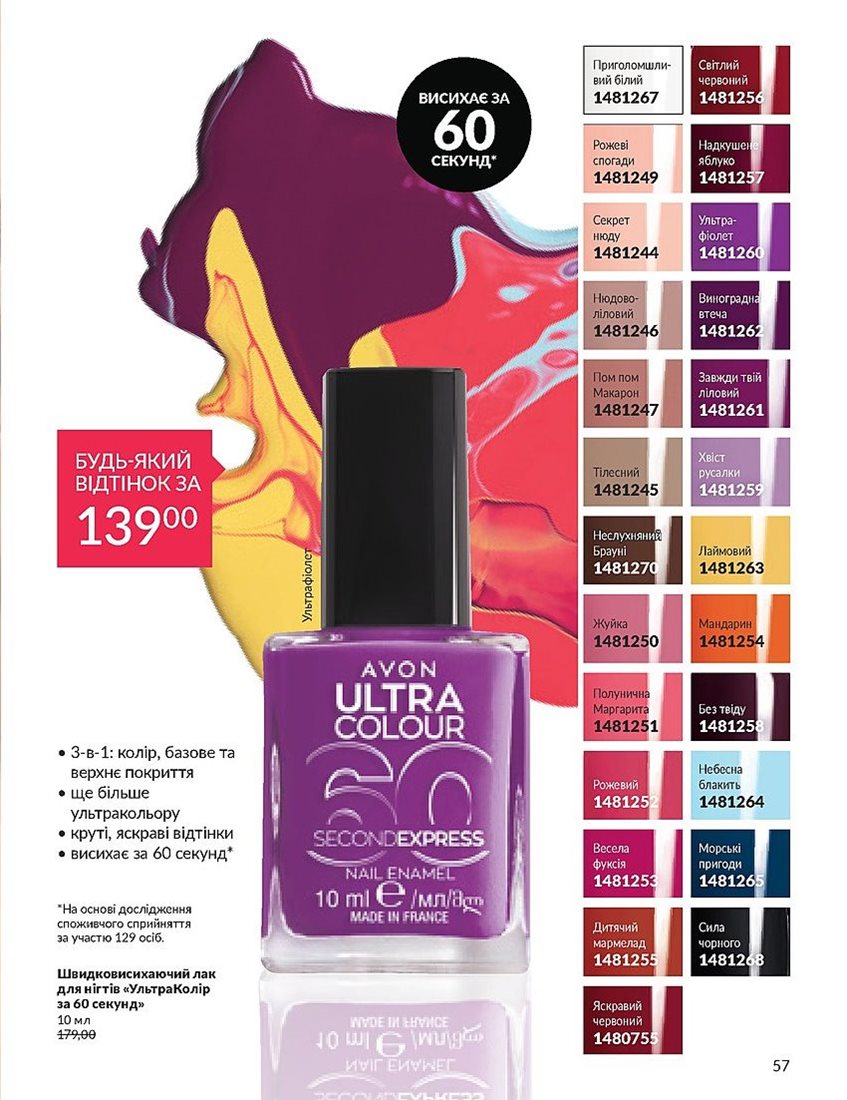 ВИСИХАЄ ЗА
60
СЕКУНД*
БУДЬ-ЯКИЙ
ВІДТІНОК ЗА
139⁰⁰
Ультрафіолет
AVON
ULTRA
COLOUR
60
SECONDEXPRESS
NAIL ENAMEL
10 ml ℮ /мл/მლ
MADE IN FRANCE
• 3-в-1: колір, базове та
верхнє покриття
• ще більше
ультракольору
• круті, яскраві відтінки
• висихає за 60 секунд*
*На основі дослідження
споживчого сприйняття
за участю 129 осіб.
Швидковисихаючий лак
для нігтів «УльтраКолір
за 60 секунд»
10 мл
179,00
Приголомшли-
вий білий
1481267
Світлий
червоний
1481256
Рожеві
спогади
1481249
Надкушене
яблуко
1481257
Секрет
нюду
1481244
Ультра-
фіолет
1481260
Нюдово-
ліловий
1481246
Виноградна
втеча
1481262
Пом пом
Макарон
1481247
Завжди твій
ліловий
1481261
Тілесний
1481245
Хвіст
русалки
1481259
Неслухняний
Брауні
1481270
Лаймовий
1481263
Жуйка
1481250
Мандарин
1481254
Полунична
Маргарита
1481251
Без твіду
1481258
Рожевий
1481252
Небесна
блакить
1481264
Весела
фуксія
1481253
Морські
пригоди
1481265
Дитячий
мармелад
1481255
Сила
чорного
1481268
Яскравий
червоний
1480755
57